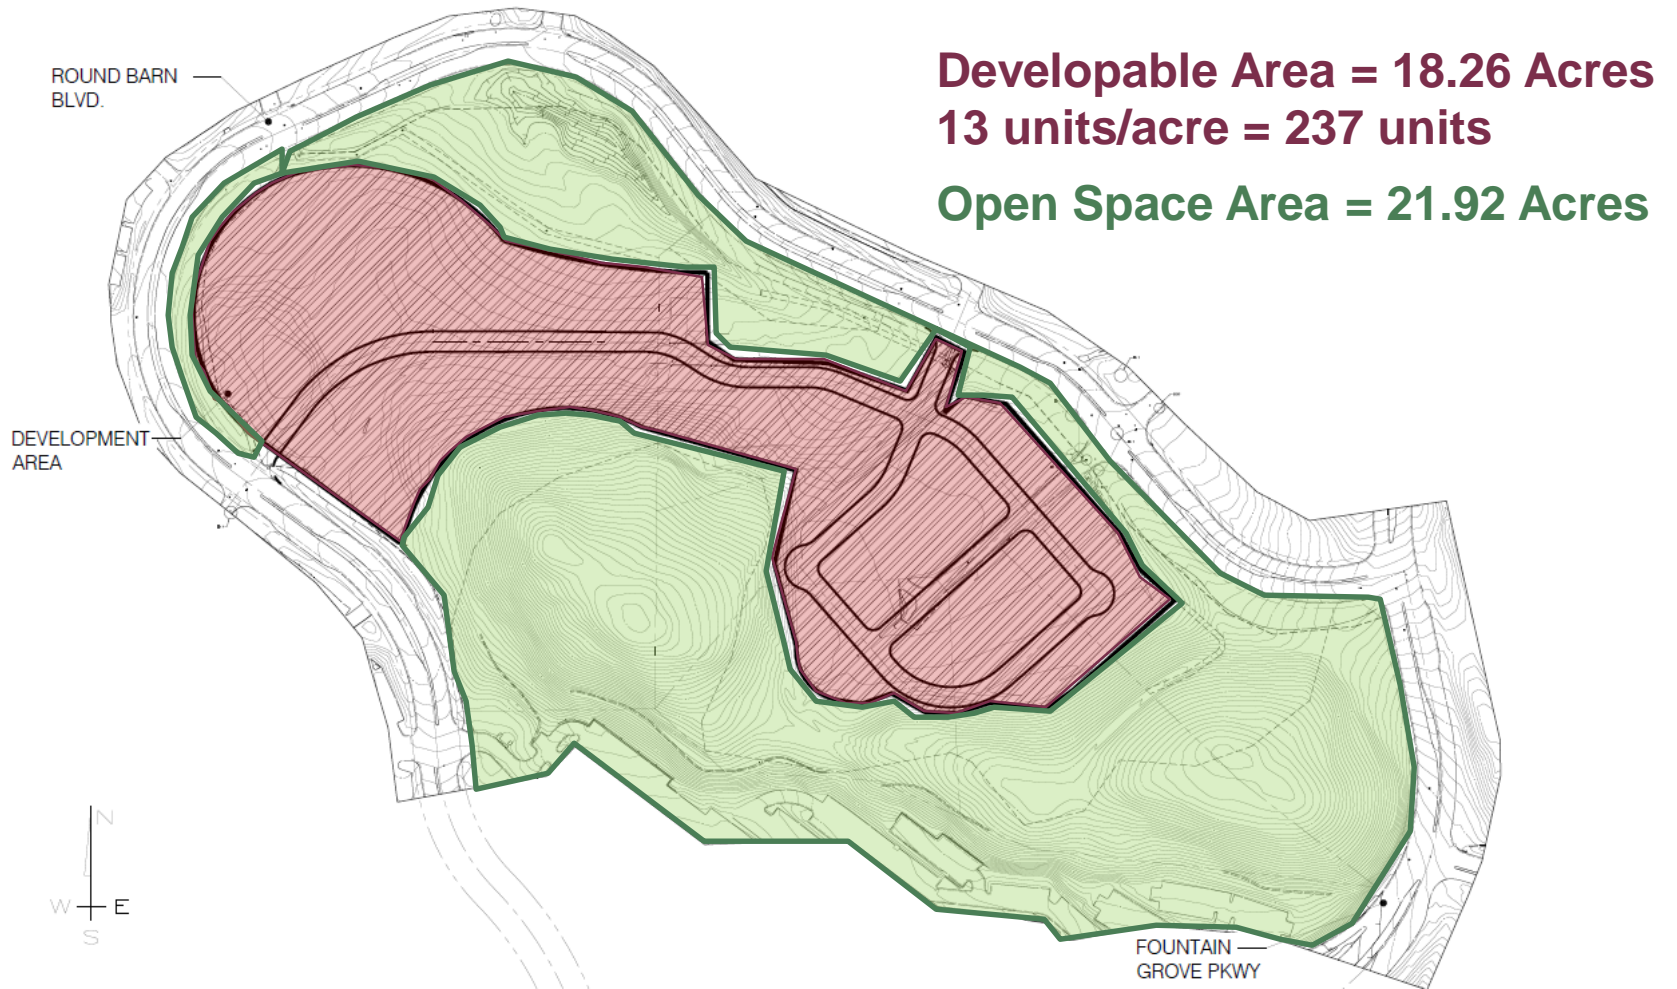 Developable Area = 18.26 Acres
13 units/acre = 237 units
Open Space Area = 21.92 Acres
ROUND BARN
BLVD.
DEVELOPMENT
AREA
N
W E
S
FOUNTAIN
GROVE PKWY